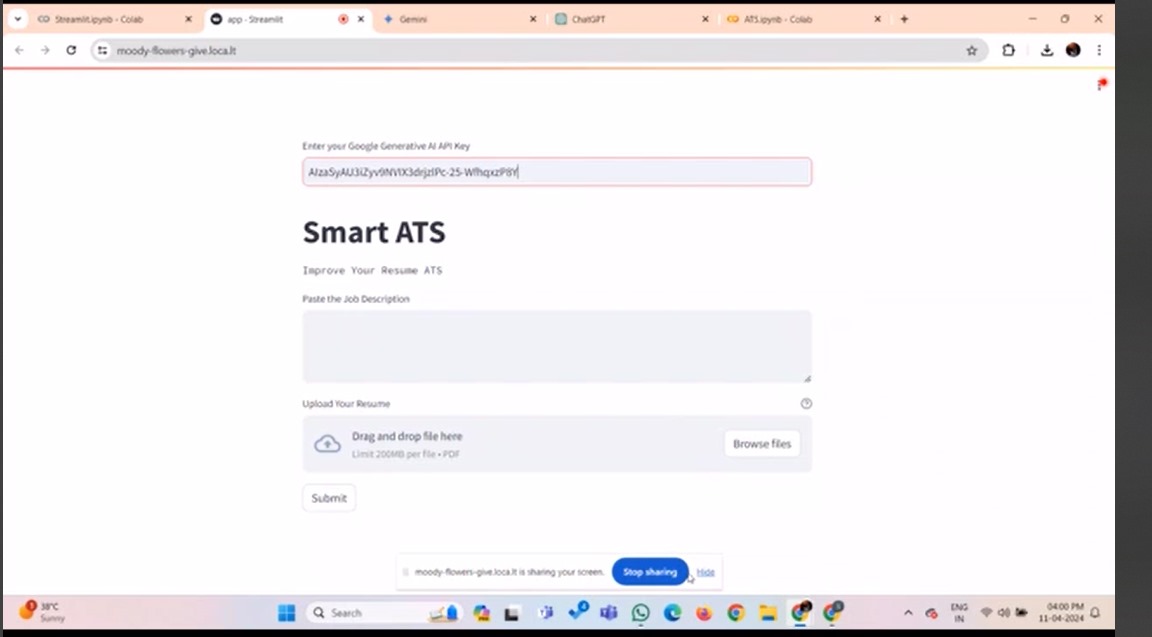 Streamlit.ipynb - Colab
app · Streamlit
Gemini
ChatGPT
ATS.ipynb - Colab
moody-flowers-give.loca.lt
Enter your Google Generative AI API Key
Smart ATS
Improve Your Resume ATS
Paste the Job Description
Upload Your Resume
Drag and drop file here
Limit 200MB per file • PDF
Browse files
Submit
moody-flowers-give.loca.lt is sharing your screen.
Stop sharing
Hide
38°C
Sunny
Search
ENG
IN
04:00 PM
11-04-2024